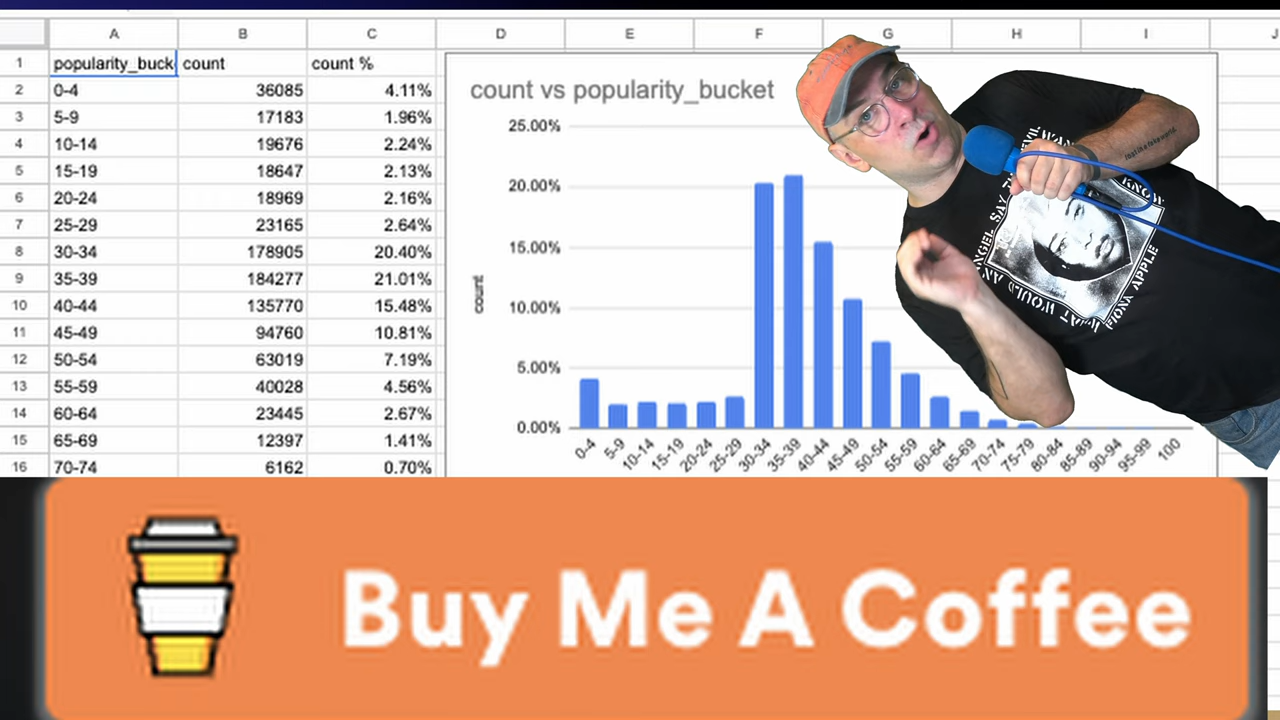 A B C D E F G H I J
1 popularity_buck count count %
2 0-4 36085 4.11%
3 5-9 17183 1.96%
4 10-14 19676 2.24%
5 15-19 18647 2.13%
6 20-24 18969 2.16%
7 25-29 23165 2.64%
8 30-34 178905 20.40%
9 35-39 184277 21.01%
10 40-44 135770 15.48%
11 45-49 94760 10.81%
12 50-54 63019 7.19%
13 55-59 40028 4.56%
14 60-64 23445 2.67%
15 65-69 12397 1.41%
16 70-74 6162 0.70%
count vs popularity_bucket
25.00%
20.00%
15.00%
10.00%
5.00%
0.00%
count
0-4 5-9 10-14 15-19 20-24 25-29 30-34 35-39 40-44 45-49 50-54 55-59 60-64 65-69 70-74 75-79 80-84 85-89 90-94 95-99 100
ANGEL SAY
WHAT WOULD AN
FIONA APPLE
Buy Me A Coffee